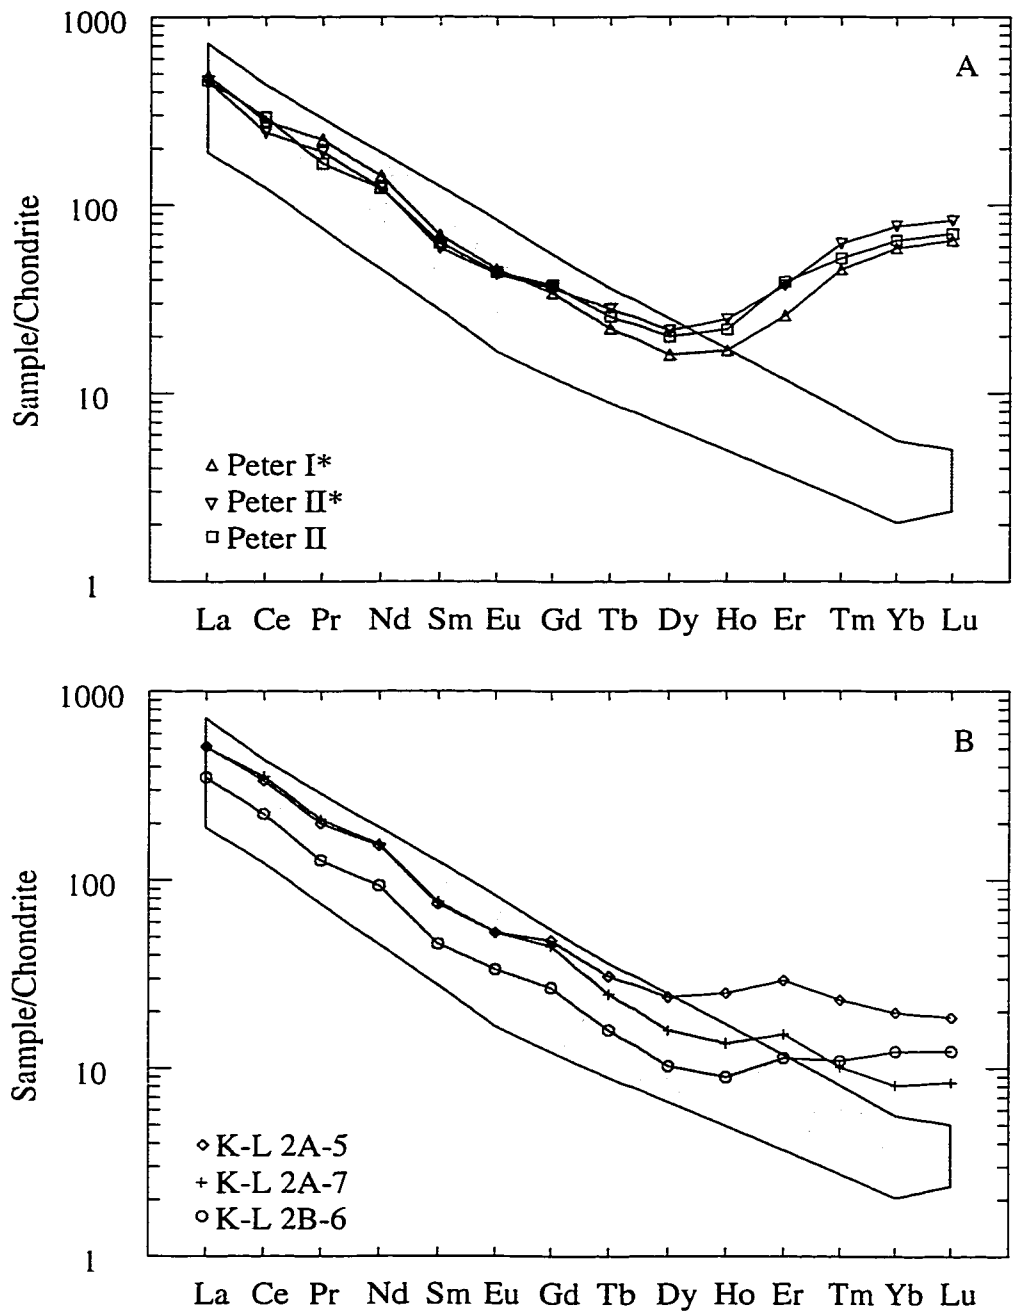 1000
A
100
10
1
Sample/Chondrite
Peter I*
Peter II*
Peter II
La Ce Pr Nd Sm Eu Gd Tb Dy Ho Er Tm Yb Lu
1000
B
100
10
1
Sample/Chondrite
K-L 2A-5
K-L 2A-7
K-L 2B-6
La Ce Pr Nd Sm Eu Gd Tb Dy Ho Er Tm Yb Lu